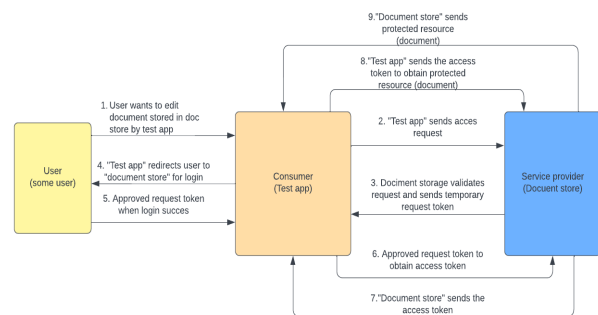 9."Document store" sends
protected resource
(document)
8."Test app" sends the access
token to obtain protected
resource (document)
1. User wants to edit
document stored in doc
store by test app
2. "Test app" sends acces
request
User
(some user)
4. "Test app" redirects user to
"document store" for login
Consumer
(Test app)
3. Dociment storage validates
request and sends temporary
request token
Service provider
(Docuent store)
5. Approved request token
when login succes
6. Approved request token to
obtain access token
7."Document store" sends the
access token